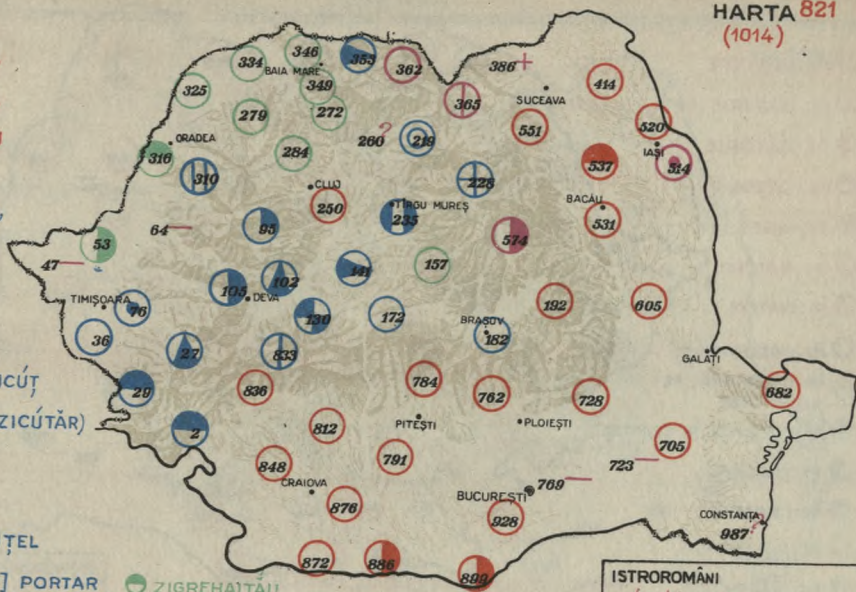 HARTA 821
(1014)
346
334
BAIA MARE
353
362
386 +
349
325
365
414
SUCEAVA
279
272
260 ?
219
551
520
ORADEA
IAȘI
316
284
537
514
310
228
CLUJ
250
TÎRGU MUREȘ
235
BACĂU
531
64 —
95
574
53
47 —
141
157
102
105
DEVA
192
605
TIMIȘOARA
76
130
172
BRAȘOV
182
36
27
833
GALAȚI
29
836
784
762
728
682
CÚȚ
ZICÚTĂR)
2
812
PITEȘTI
PLOIEȘTI
705
791
848
723 —
CRAIOVA
769 —
BUCUREȘTI
876
928
CONSTANȚA
987 ?
ȚEL
872
886
899
] PORTAR
ZIGREHALTĂU
ISTROROMÂNI